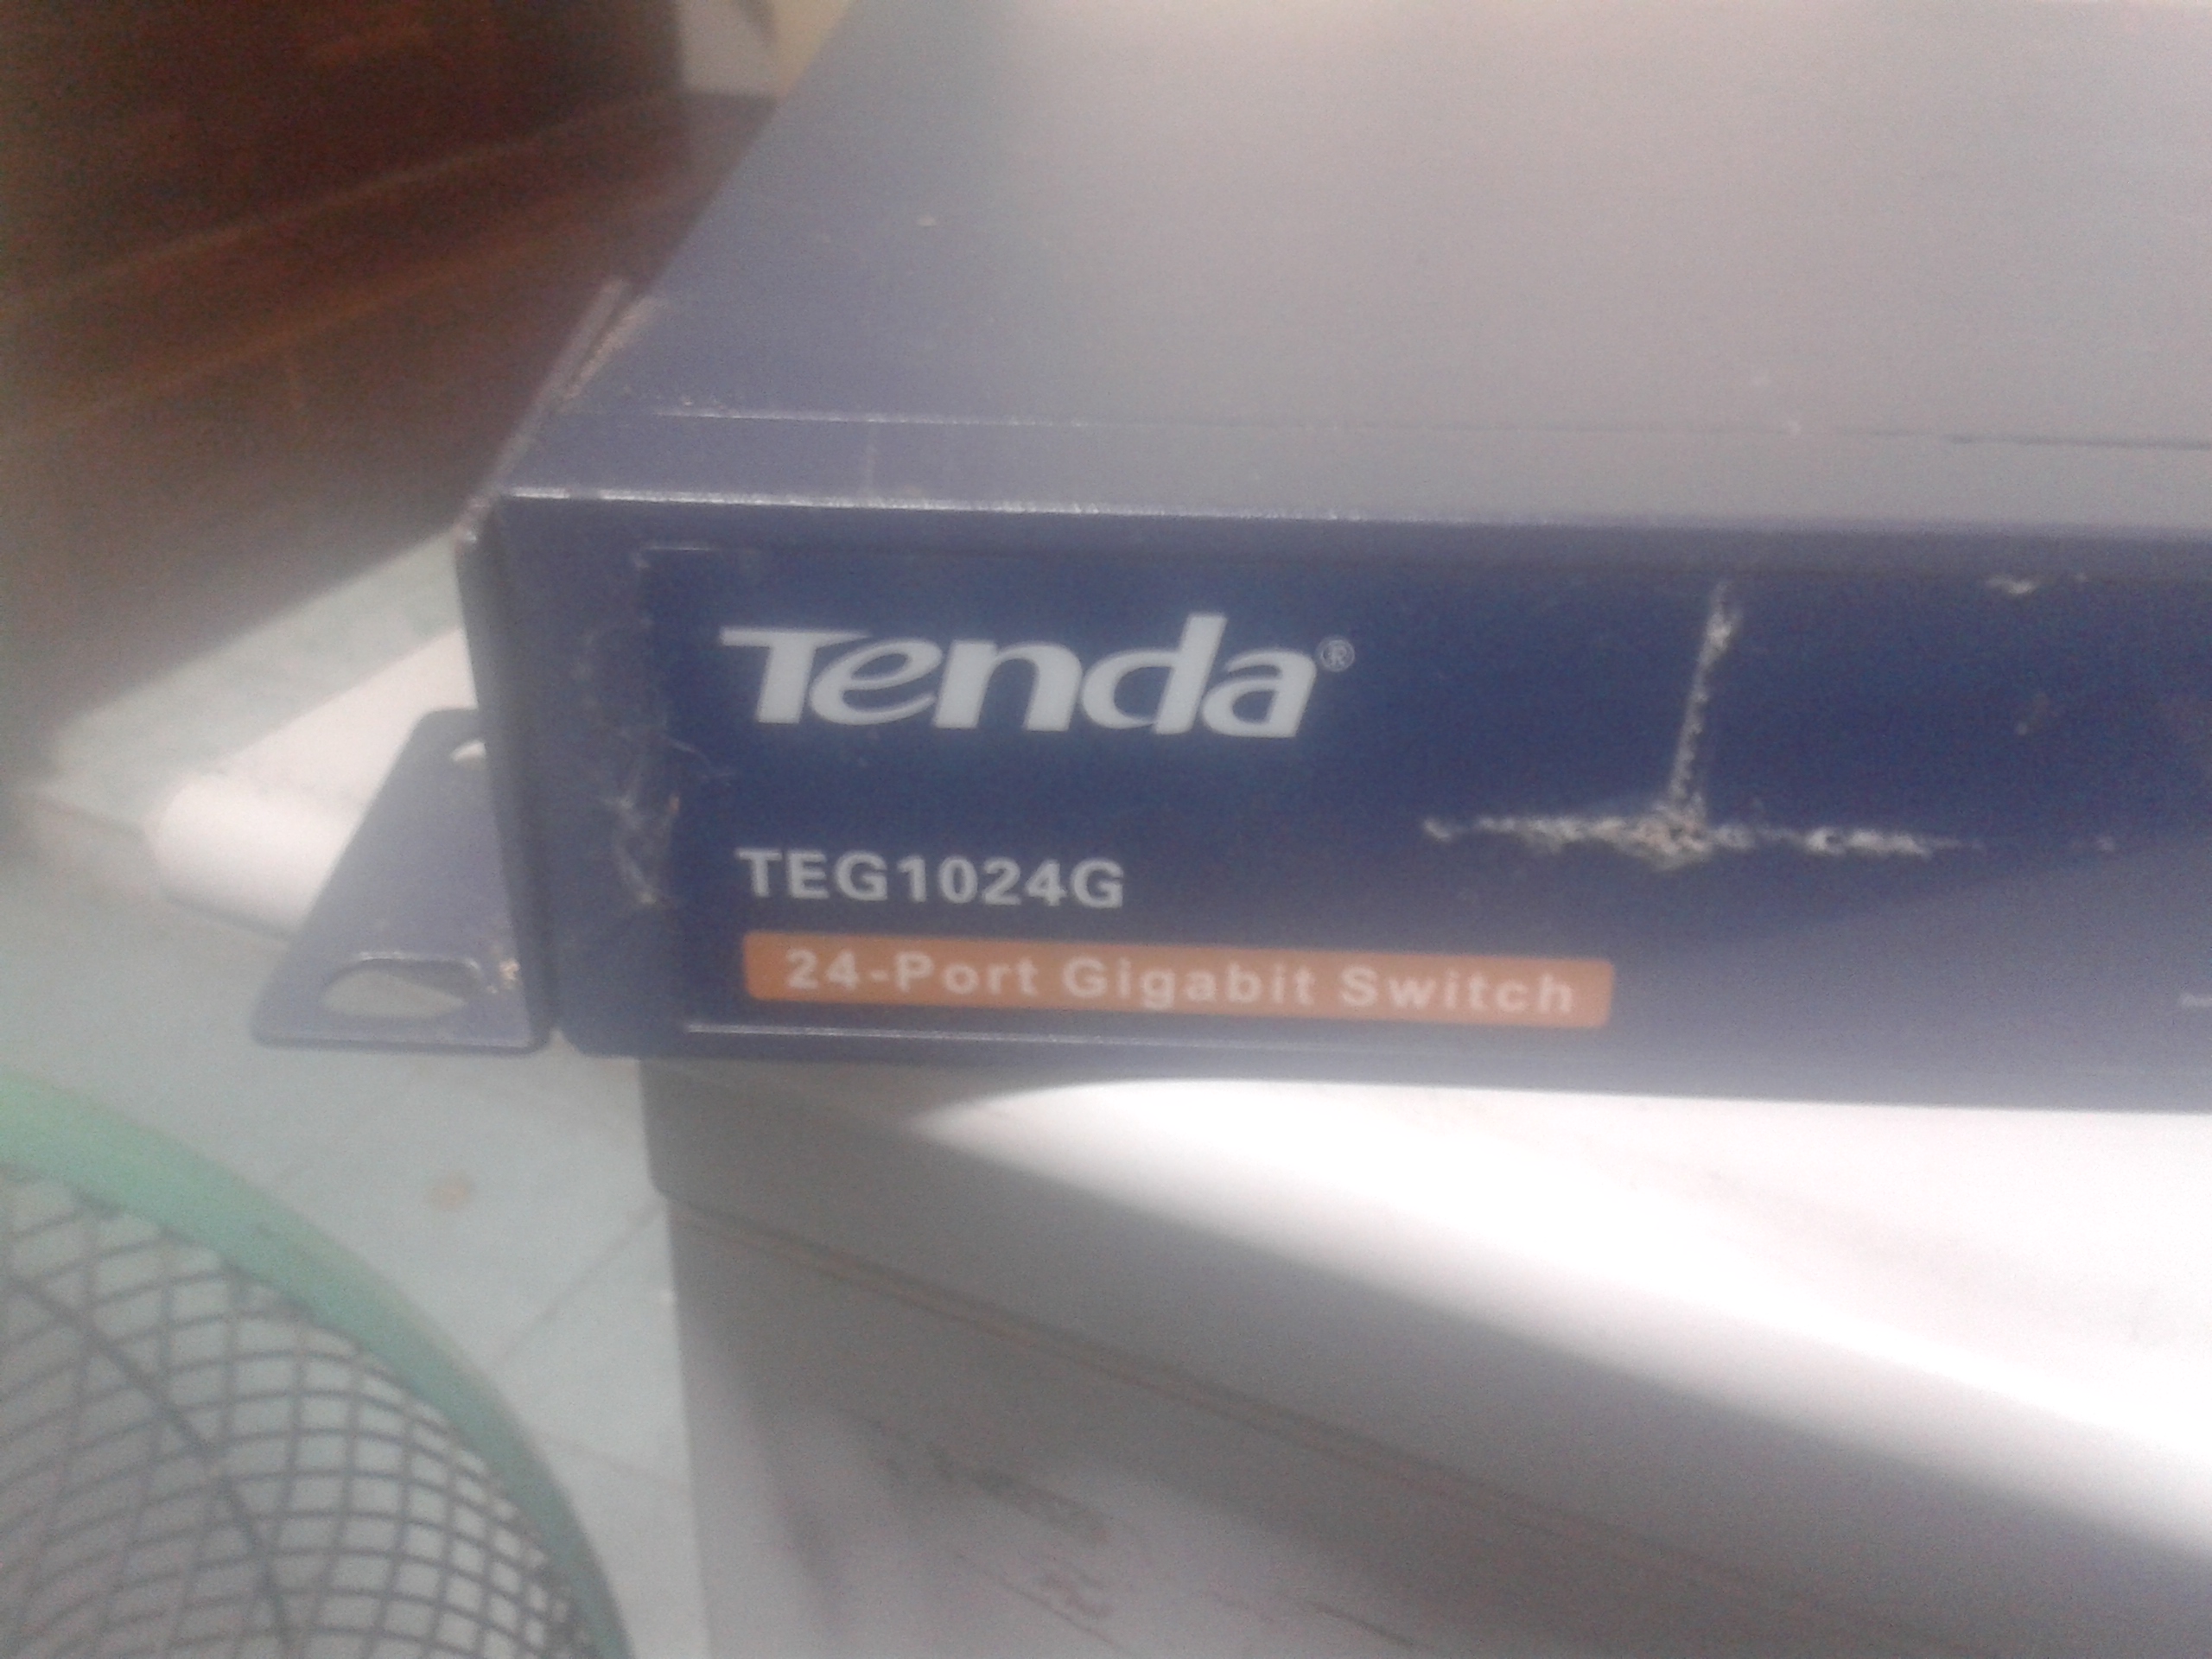 Tenda®
TEG1024G
24-Port Gigabit Switch